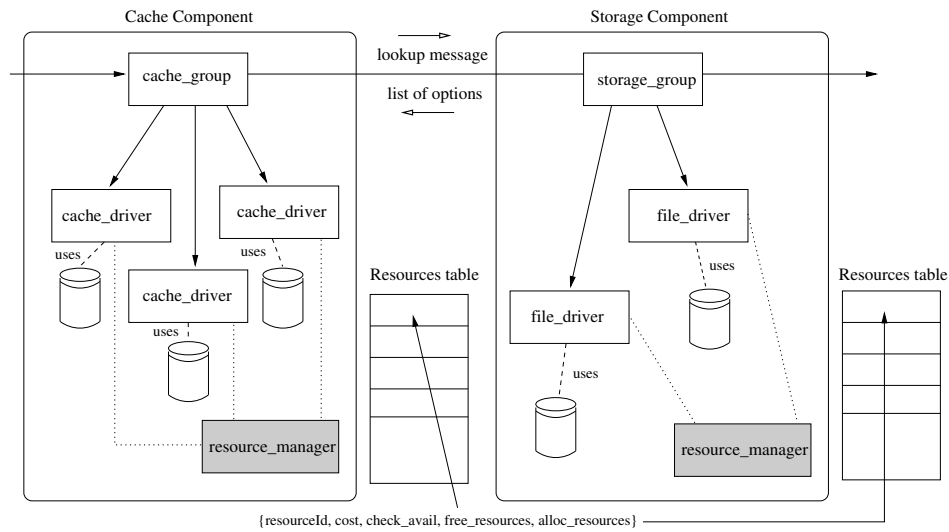 Cache Component
Storage Component
lookup message
list of options
cache_group
storage_group
cache_driver
cache_driver
file_driver
uses
uses
uses
cache_driver
Resources table
Resources table
file_driver
uses
uses
resource_manager
resource_manager
{resourceId, cost, check_avail, free_resources, alloc_resources}